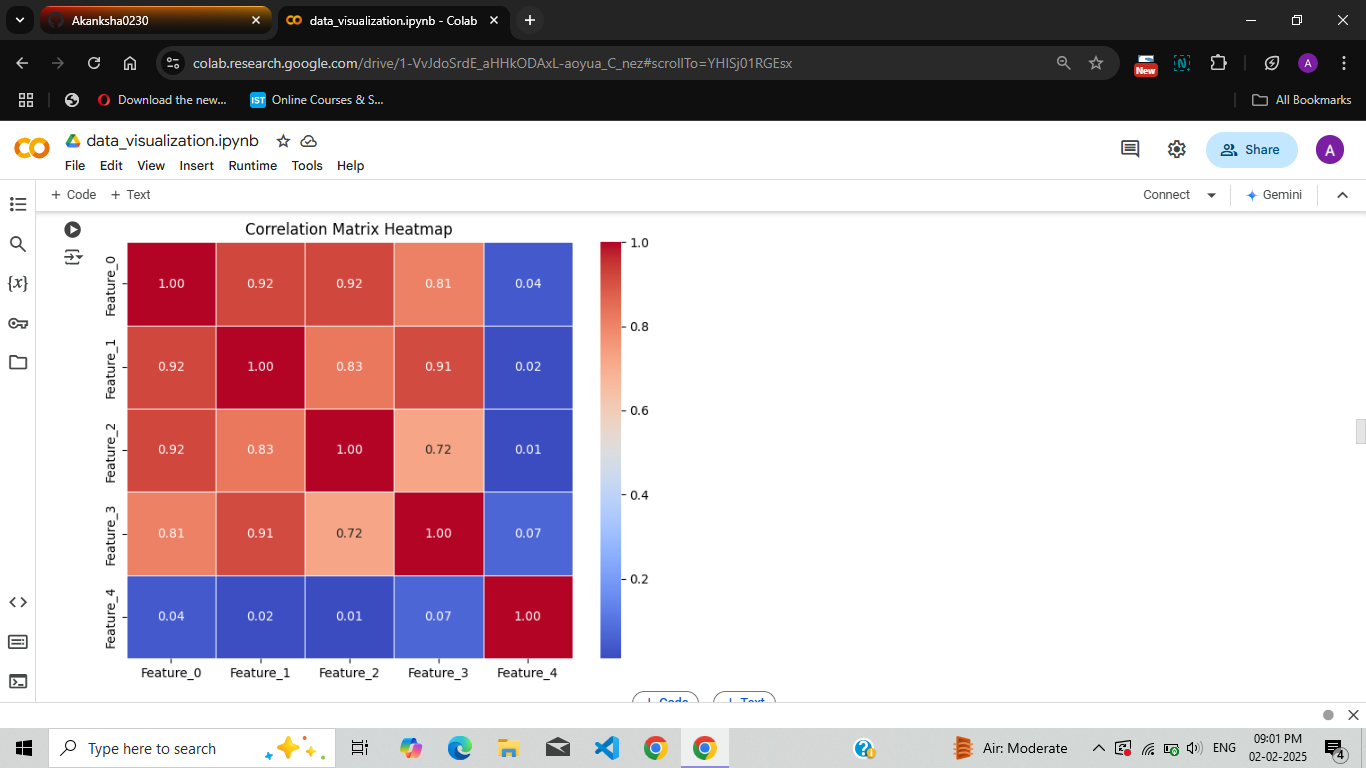 Akanksha0230
data_visualization.ipynb - Colab
colab.research.google.com/drive/1-VvJdoSrdE_aHHkODAxL-aoyua_C_nez#scrollTo=YHISj01RGEsx
New
N
A
Download the new...
IST
Online Courses & S...
All Bookmarks
data_visualization.ipynb
File Edit View Insert Runtime Tools Help
Share
A
+ Code + Text
Connect
Gemini
{x}
Correlation Matrix Heatmap
Feature_0 1.00 0.92 0.92 0.81 0.04
Feature_1 0.92 1.00 0.83 0.91 0.02
Feature_2 0.92 0.83 1.00 0.72 0.01
Feature_3 0.81 0.91 0.72 1.00 0.07
Feature_4 0.04 0.02 0.01 0.07 1.00
Feature_0 Feature_1 Feature_2 Feature_3 Feature_4
1.0
0.8
0.6
0.4
0.2
+ Code + Text
Type here to search
Air: Moderate
ENG
09:01 PM
02-02-2025
4